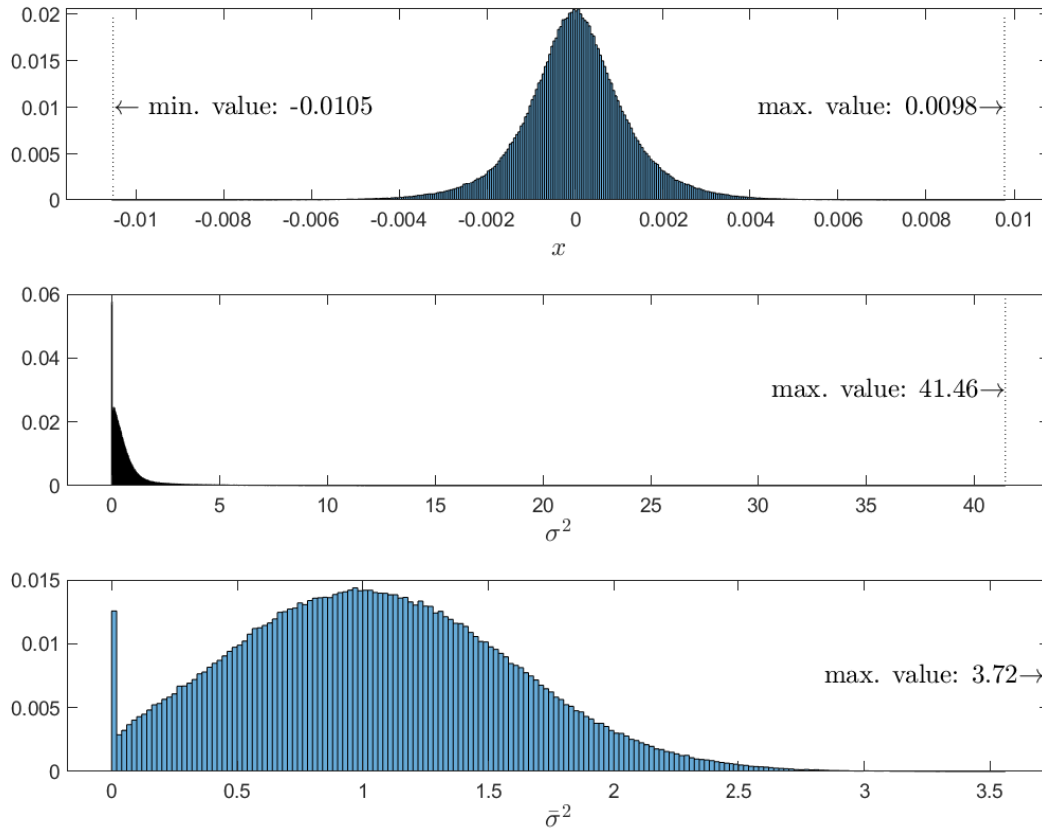 0.02
0.015
0.01
0.005
0
← min. value: -0.0105
max. value: 0.0098→
-0.01 -0.008 -0.006 -0.004 -0.002 0 0.002 0.004 0.006 0.008 0.01
x
0.06
0.04
0.02
0
max. value: 41.46→
0 5 10 15 20 25 30 35 40
σ²
0.015
0.01
0.005
0
max. value: 3.72→
0 0.5 1 1.5 2 2.5 3 3.5
σ̄²